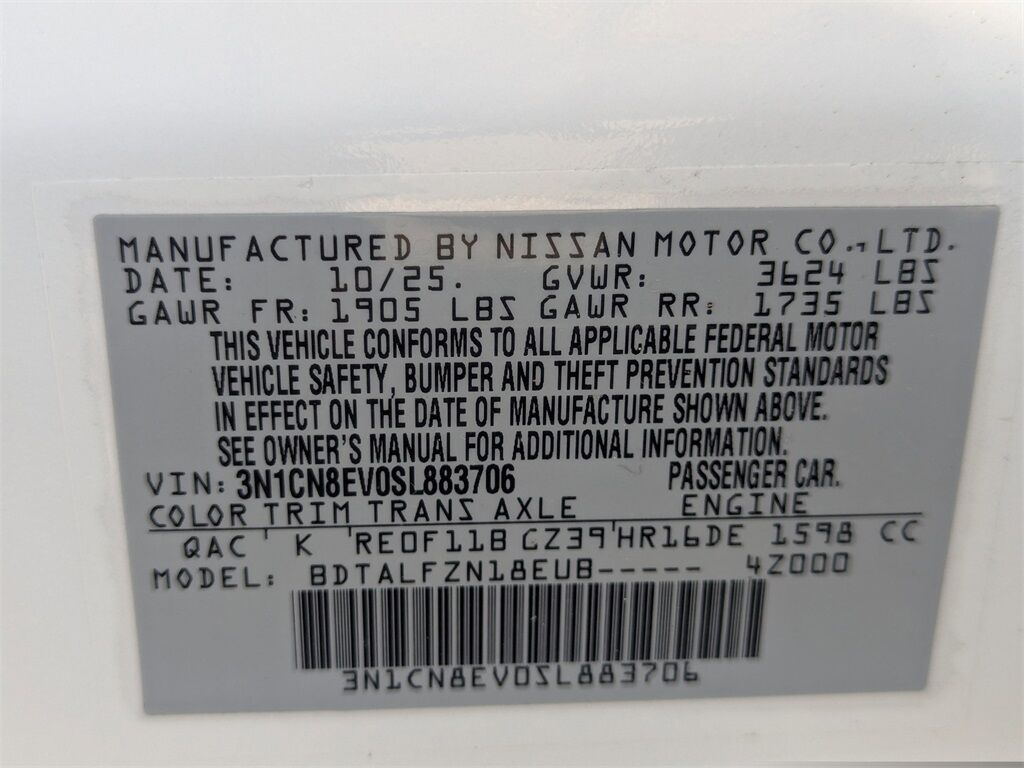 MANUFACTURED BY NISSAN MOTOR CO., LTD.
DATE: 10/25. GVWR: 3624 LBS
GAWR FR: 1905 LBS GAWR RR: 1735 LBS
THIS VEHICLE CONFORMS TO ALL APPLICABLE FEDERAL MOTOR
VEHICLE SAFETY, BUMPER AND THEFT PREVENTION STANDARDS
IN EFFECT ON THE DATE OF MANUFACTURE SHOWN ABOVE.
SEE OWNER'S MANUAL FOR ADDITIONAL INFORMATION.
VIN: 3N1CN8EV0SL883706 PASSENGER CAR.
COLOR TRIM TRANS AXLE ENGINE
QAC K RE0F11B CZ39 HR16DE 1598 CC
MODEL: BDTALFZN18EUB----- 4Z000
3N1CN8EV0SL883706